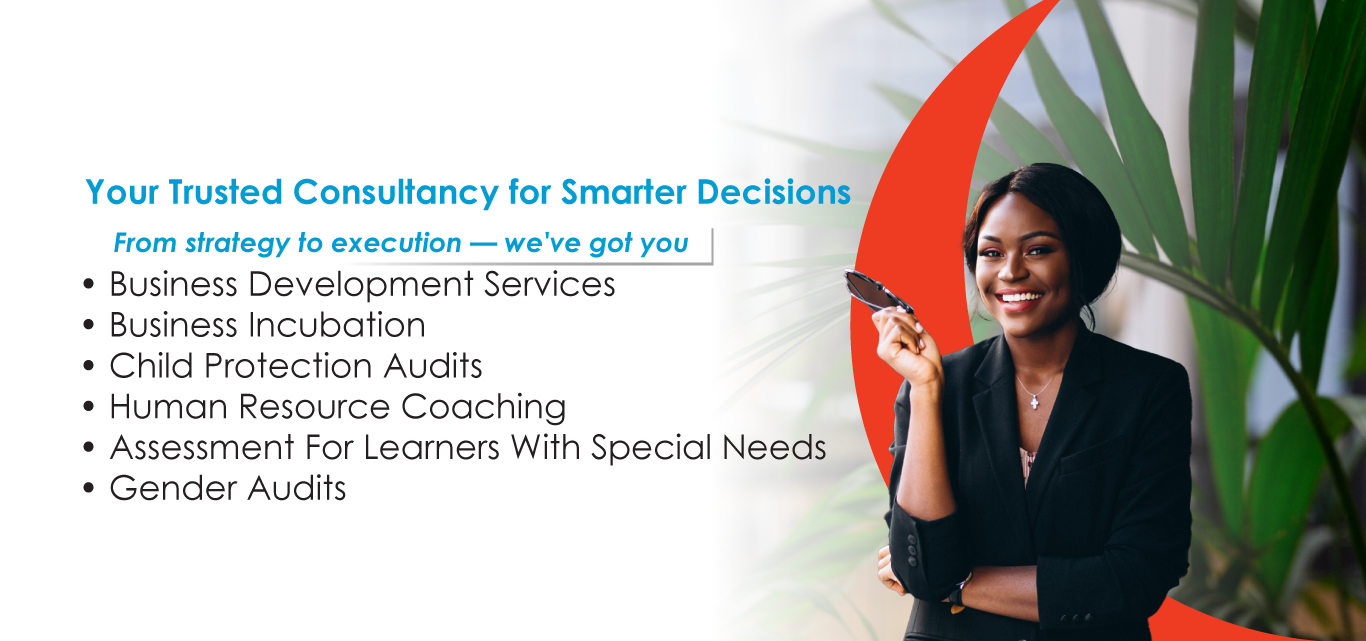 Your Trusted Consultancy for Smarter Decisions
From strategy to execution — we've got you
• Business Development Services
• Business Incubation
• Child Protection Audits
• Human Resource Coaching
• Assessment For Learners With Special Needs
• Gender Audits